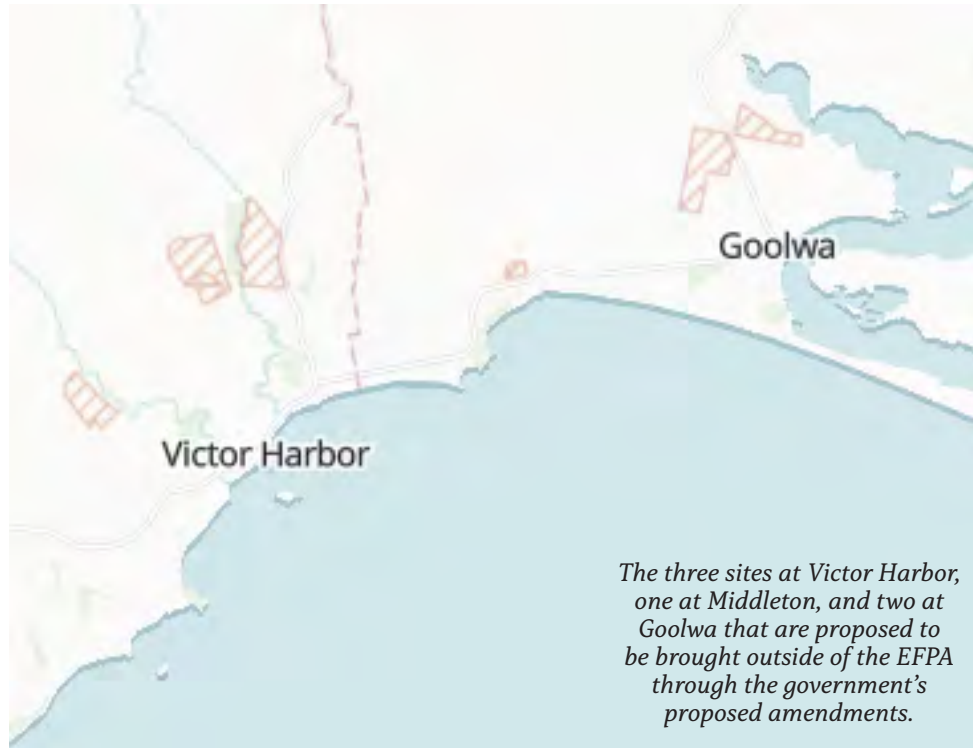 Goolwa
Victor Harbor
The three sites at Victor Harbor,
one at Middleton, and two at
Goolwa that are proposed to
be brought outside of the EFPA
through the government's
proposed amendments.